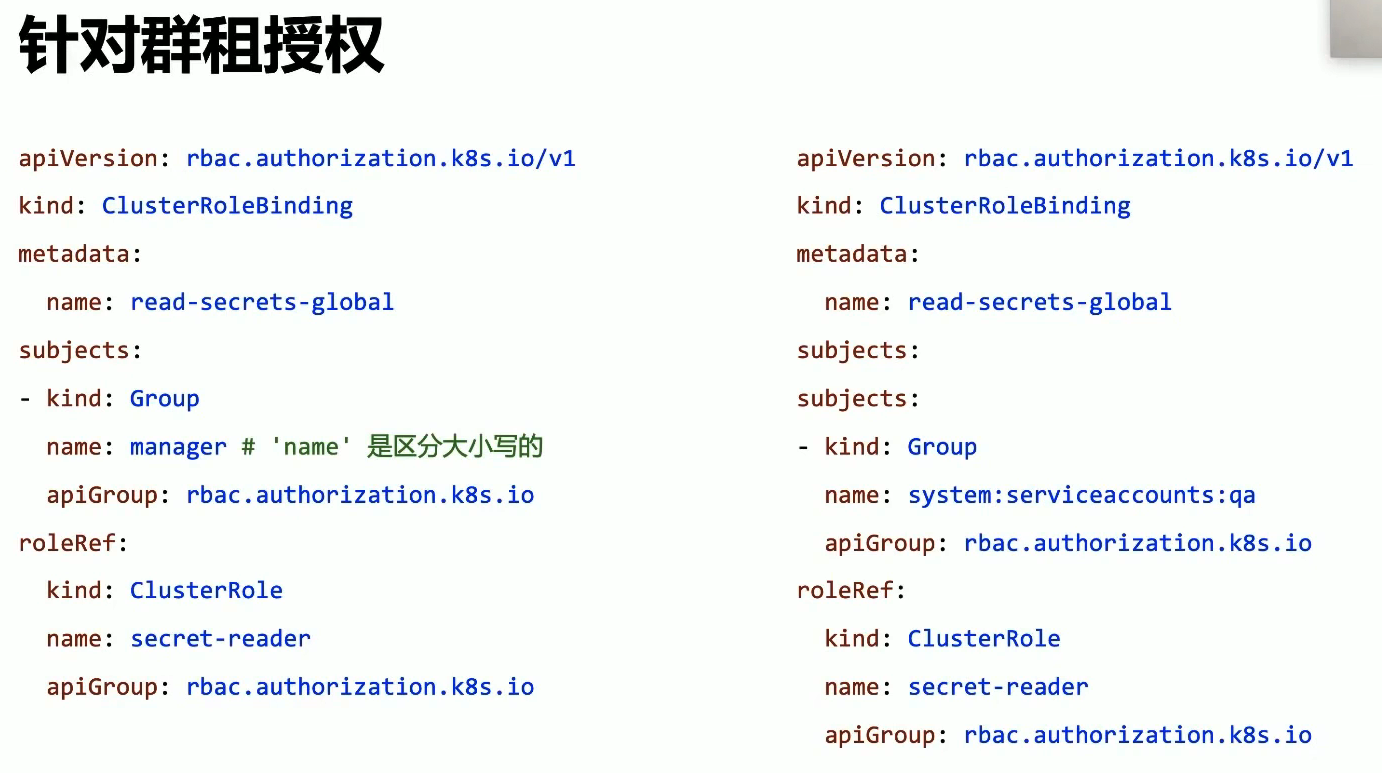 针对群租授权
apiVersion: rbac.authorization.k8s.io/v1
kind: ClusterRoleBinding
metadata:
  name: read-secrets-global
subjects:
- kind: Group
  name: manager # 'name' 是区分大小写的
  apiGroup: rbac.authorization.k8s.io
roleRef:
  kind: ClusterRole
  name: secret-reader
  apiGroup: rbac.authorization.k8s.io
apiVersion: rbac.authorization.k8s.io/v1
kind: ClusterRoleBinding
metadata:
  name: read-secrets-global
subjects:
subjects:
- kind: Group
  name: system:serviceaccounts:qa
  apiGroup: rbac.authorization.k8s.io
roleRef:
  kind: ClusterRole
  name: secret-reader
  apiGroup: rbac.authorization.k8s.io